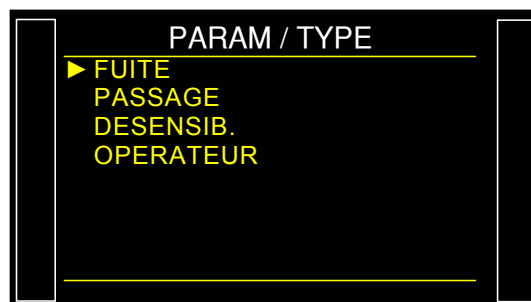 PARAM / TYPE
► FUITE
PASSAGE
DESENSIB.
OPERATEUR